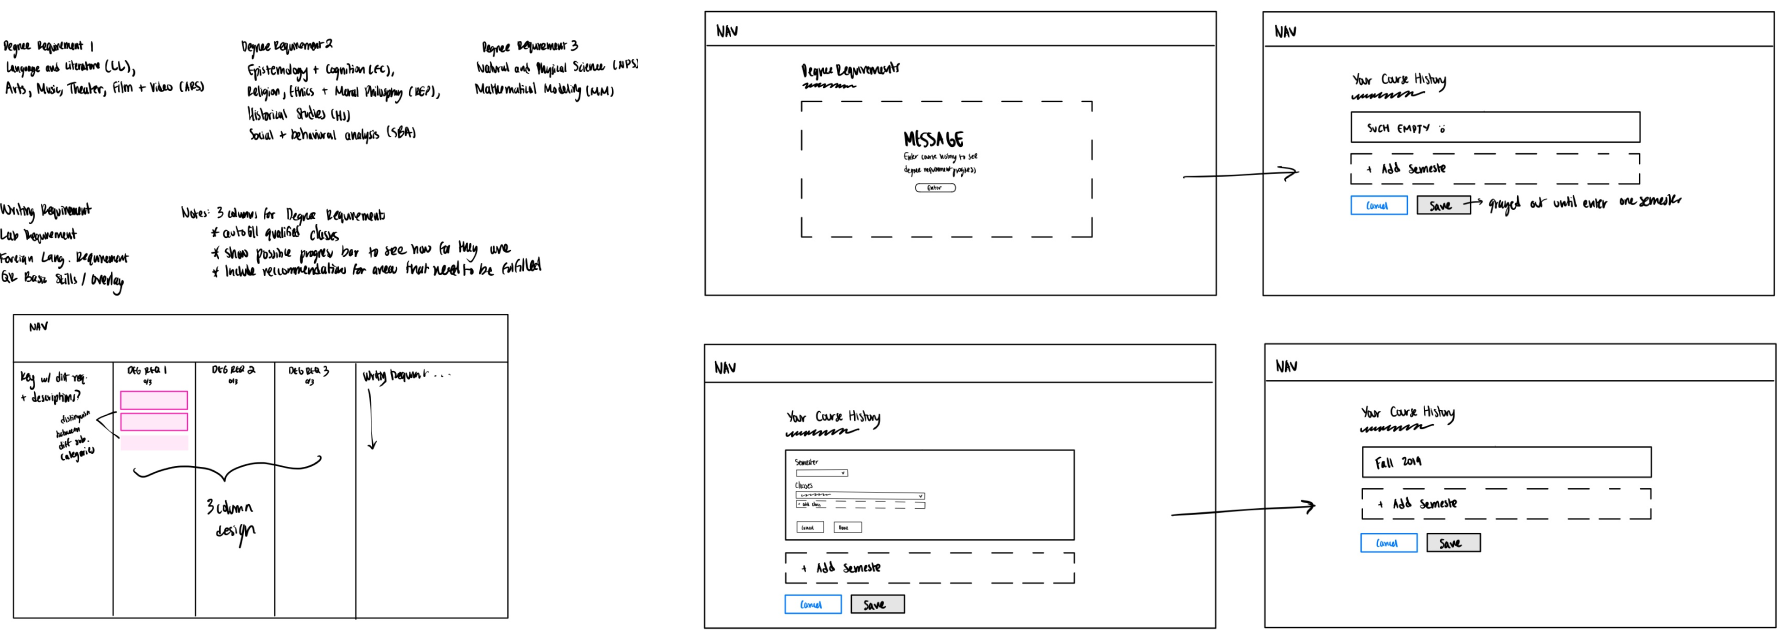 Degree Requirement 1
Language and Literature (LL),
Arts, Music, Theater, Film + Video (ARS)
Degree Requirement 2
Epistemology + Cognition (EC),
Religion, Ethics + Moral Philosophy (REP),
Historical Studies (HS)
Social + behavioral analysis (SBA)
Degree Requirement 3
Natural and Physical Science (NPS)
Mathematical Modeling (MM)
Writing Requirement
Lab Requirement
Foreign Lang. Requirement
QR Basic Skills / Overlay
Notes: 3 columns for Degree Requirements
* autofill qualified classes
* Show possible progress bar to see how far they are
* Include reccommendation for areas that need to be fulfilled
NAV
Key w/ diff req.
+ descriptions?
distinguish
between
diff sub.
categories
DEG REQ 1
0/3
DEG REQ 2
0/3
DEG REQ 3
0/3
Writing Requirement ...
3 column
design
NAV
Degree Requirements
MESSAGE
Enter course history to see
degree requirement progress
Enter
NAV
Your Course History
SUCH EMPTY
+ Add Semeste
Cancel
Save
→ grayed out until enter one semester
NAV
Your Course History
Semester
Classes
+ Add Class
Cancel
+ Add Semeste
Cancel
Save
NAV
Your Course History
Fall 2019
+ Add Semeste
Cancel
Save